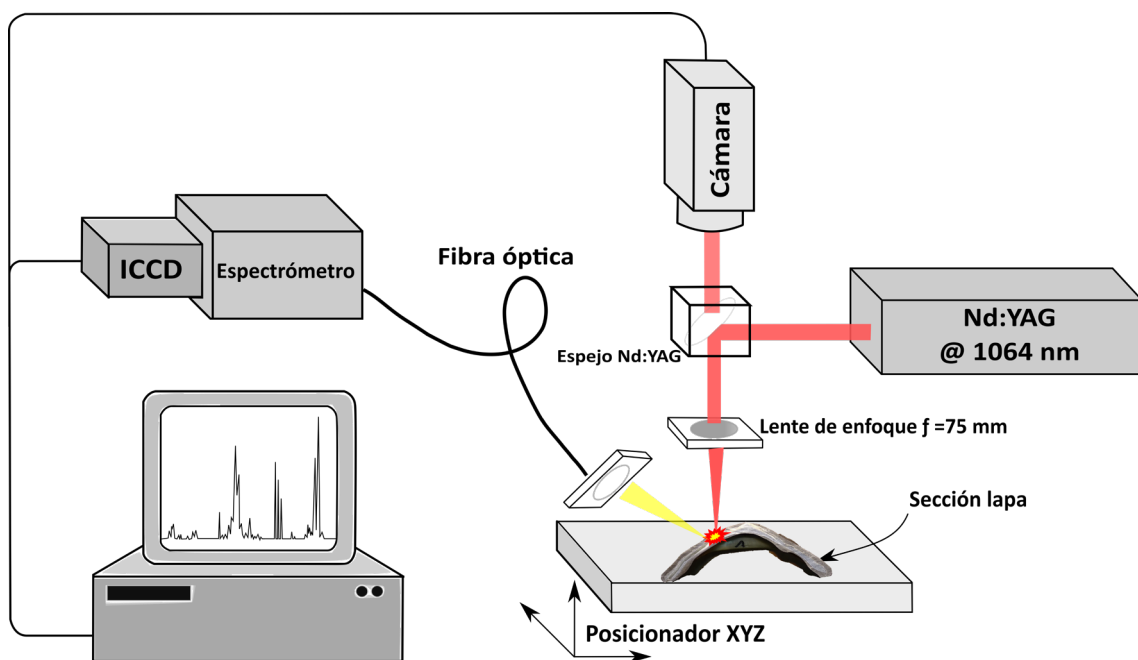 Cámara
ICCD
Espectrómetro
Fibra óptica
Espejo Nd:YAG
Nd:YAG
@ 1064 nm
Lente de enfoque ƒ =75 mm
Sección lapa
Posicionador XYZ